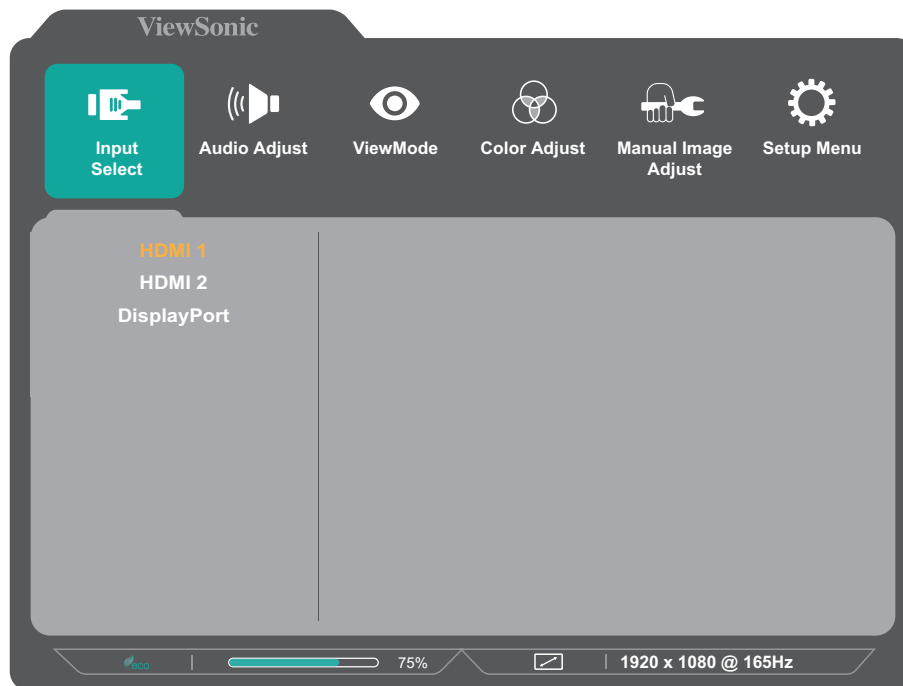 ViewSonic
Input
Select
Audio Adjust
ViewMode
Color Adjust
Manual Image
Adjust
Setup Menu
HDMI 1
HDMI 2
DisplayPort
ECO
75%
1920 x 1080 @ 165Hz